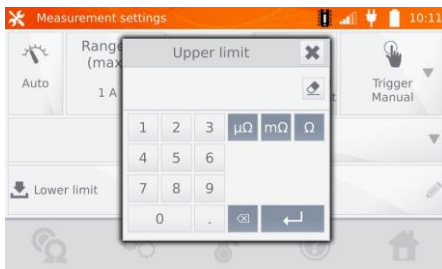 Measurement settings 10:11
Auto
Range
(max
1 A
Upper limit
Trigger
Manual
1 2 3 μΩ mΩ Ω
4 5 6
7 8 9
0 .
Lower limit